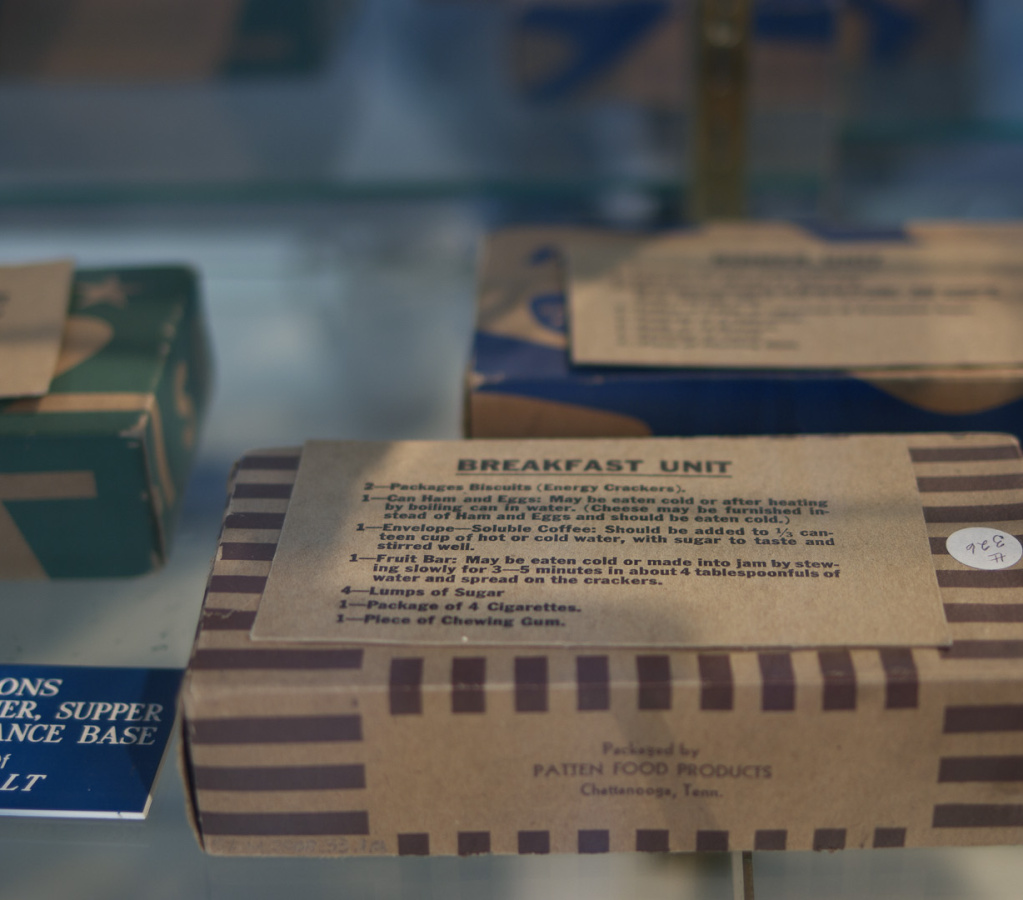 BREAKFAST UNIT
2—Packages Biscuits (Energy Crackers).
1—Can Ham and Eggs: May be eaten cold or after heating
by boiling can in water. (Cheese may be furnished in-
stead of Ham and Eggs and should be eaten cold.)
1—Envelope—Soluble Coffee: Should be added to ⅓ can-
teen cup of hot or cold water, with sugar to taste and
stirred well.
1—Fruit Bar: May be eaten cold or made into jam by stew-
ing slowly for 3—5 minutes in about 4 tablespoonfuls of
water and spread on the crackers.
4—Lumps of Sugar
1—Package of 4 Cigarettes.
1—Piece of Chewing Gum.
# 326
Packaged by
PATTEN FOOD PRODUCTS
Chattanooga, Tenn.
ONS
ER, SUPPER
ANCE BASE
of
LT